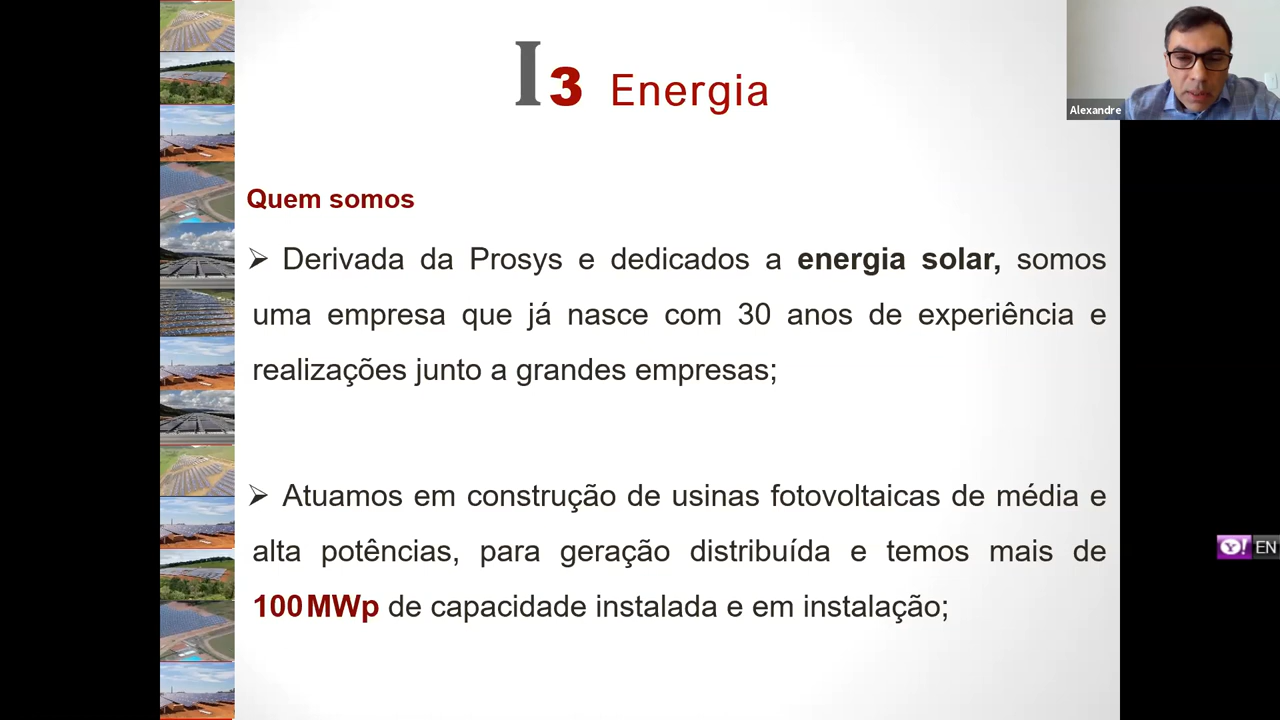 I3 Energia
Alexandre
Quem somos
➢ Derivada da Prosys e dedicados a energia solar, somos
uma empresa que já nasce com 30 anos de experiência e
realizações junto a grandes empresas;
➢ Atuamos em construção de usinas fotovoltaicas de média e
alta potências, para geração distribuída e temos mais de
100 MWp de capacidade instalada e em instalação;
Y! EN